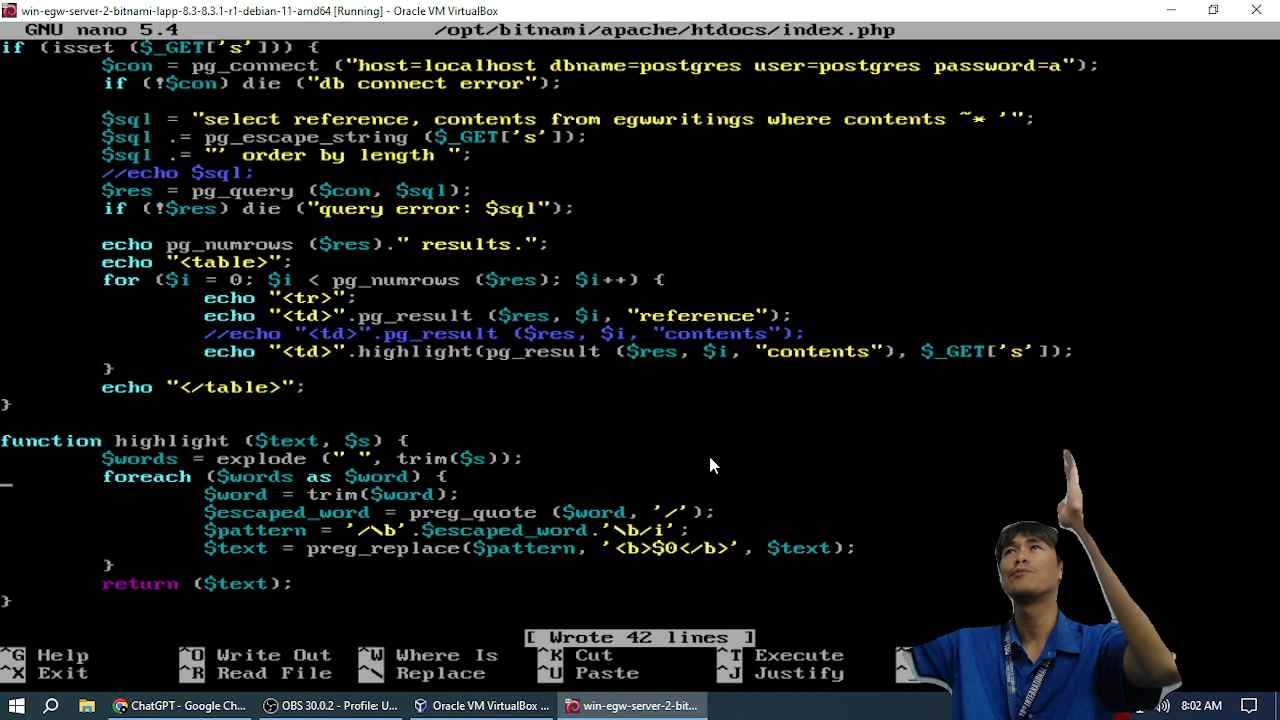 win-egw-server-2-bitnami-lapp-8.3-8.3.1-r1-debian-11-amd64 [Running] - Oracle VM VirtualBox
GNU nano 5.4 /opt/bitnami/apache/htdocs/index.php
if (isset ($_GET['s'])) {
$con = pg_connect ("host=localhost dbname=postgres user=postgres password=a");
if (!$con) die ("db connect error");
$sql = "select reference, contents from egwwritings where contents ~* '";
$sql .= pg_escape_string ($_GET['s']);
$sql .= "' order by length ";
//echo $sql;
$res = pg_query ($con, $sql);
if (!$res) die ("query error: $sql");
echo pg_numrows ($res)." results.";
echo "<table>";
for ($i = 0; $i < pg_numrows ($res); $i++) {
echo "<tr>";
echo "<td>".pg_result ($res, $i, "reference");
//echo "<td>".pg_result ($res, $i, "contents");
echo "<td>".highlight(pg_result ($res, $i, "contents"), $_GET['s']);
}
echo "</table>";
}
function highlight ($text, $s) {
$words = explode (" ", trim($s));
foreach ($words as $word) {
$word = trim($word);
$escaped_word = preg_quote ($word, '/');
$pattern = '/\b'.$escaped_word.'\b/i';
$text = preg_replace($pattern, '<b>$0</b>', $text);
}
return ($text);
}
[ Wrote 42 lines ]
^G Help ^O Write Out ^W Where Is ^K Cut ^T Execute
^X Exit ^R Read File ^\ Replace ^U Paste ^J Justify
ChatGPT - Google Ch... OBS 30.0.2 - Profile: U... Oracle VM VirtualBox ... win-egw-server-2-bit... 8:02 AM